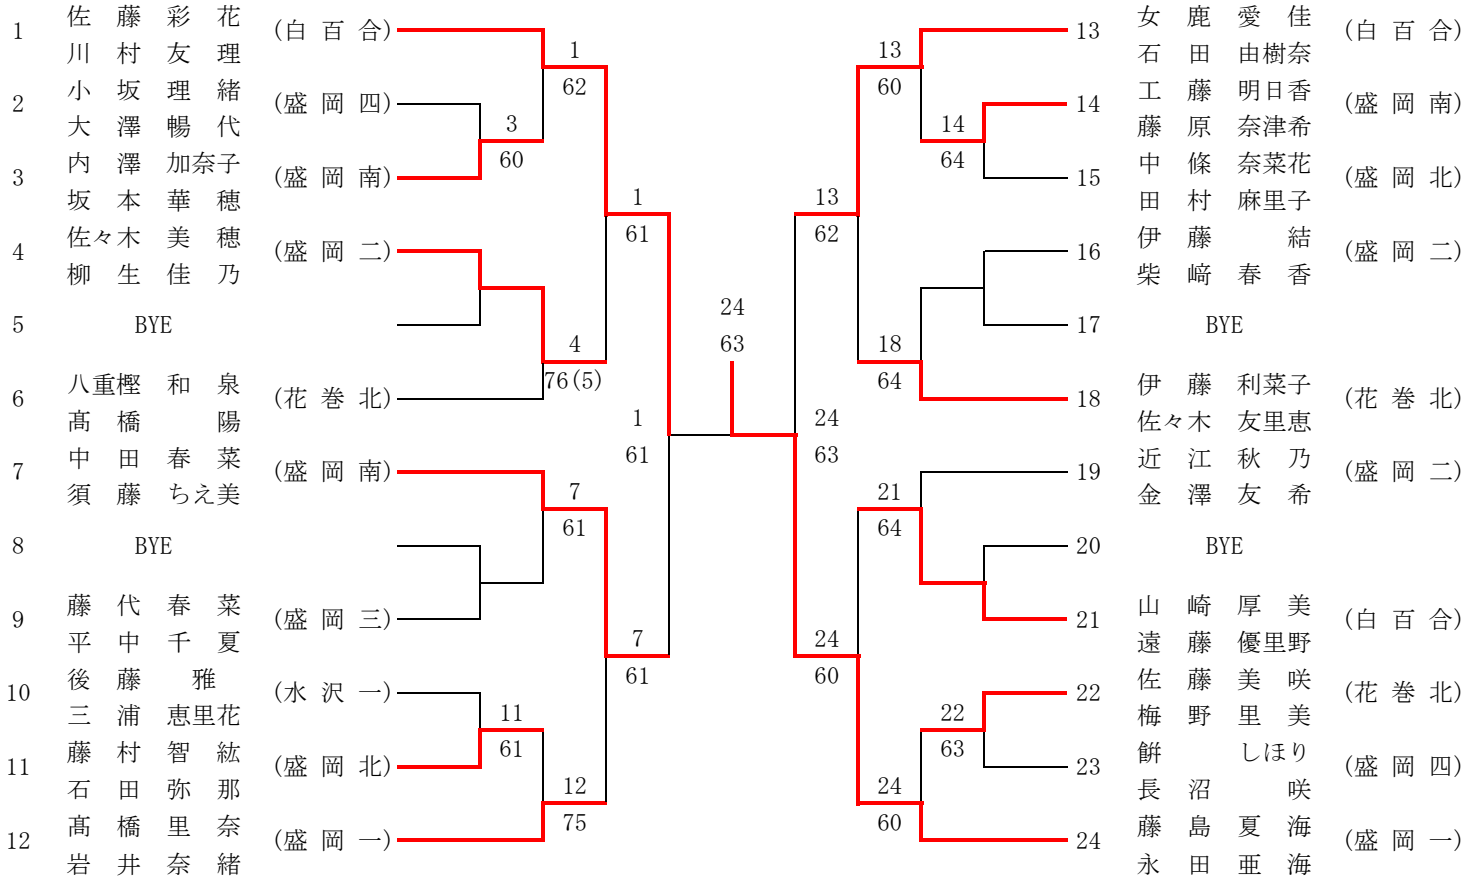 1 佐藤彩花 川村友理 (白百合)
2 小坂理緒 大澤暢代 (盛岡四)
3 内澤加奈子 坂本華穂 (盛岡南)
4 佐々木美穂 柳生佳乃 (盛岡二)
5 BYE
6 八重樫和泉 髙橋陽 (花巻北)
7 中田春菜 須藤ちえ美 (盛岡南)
8 BYE
9 藤代春菜 平中千夏 (盛岡三)
10 後藤雅 三浦恵里花 (水沢一)
11 藤村智紘 石田弥那 (盛岡北)
12 髙橋里奈 岩井奈緒 (盛岡一)
3 60
11 61
1 62
4 76(5)
7 61
12 75
1 61
7 61
1 61
24 63
24 63
13 62
24 60
13 60
18 64
21 64
24 60
14 64
22 63
13 女鹿愛佳 石田由樹奈 (白百合)
14 工藤明日香 藤原奈津希 (盛岡南)
15 中條奈菜花 田村麻里子 (盛岡北)
16 伊藤結 柴﨑春香 (盛岡二)
17 BYE
18 伊藤利菜子 佐々木友里恵 (花巻北)
19 近江秋乃 金澤友希 (盛岡二)
20 BYE
21 山崎厚美 遠藤優里野 (白百合)
22 佐藤美咲 梅野里美 (花巻北)
23 餠しほり 長沼咲 (盛岡四)
24 藤島夏海 永田亜海 (盛岡一)